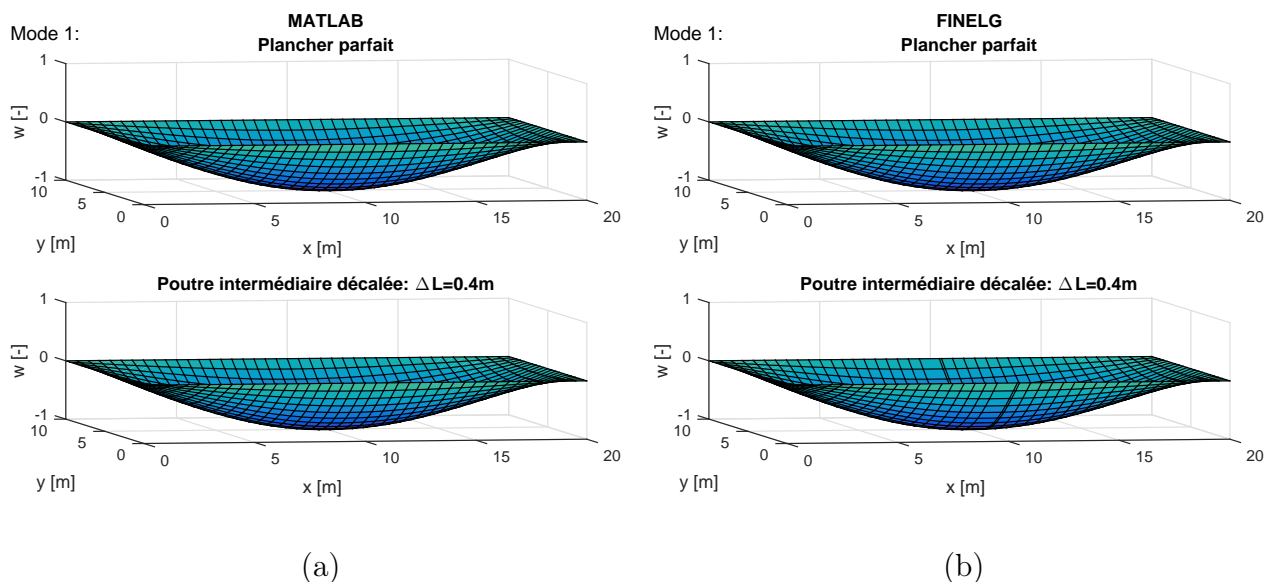 Mode 1:
MATLAB
Plancher parfait
1
0
-1
w [-]
10
5
0
y [m]
0
5
10
15
20
x [m]
Poutre intermédiaire décalée: Δ L=0.4m
1
0
-1
w [-]
10
5
0
y [m]
0
5
10
15
20
x [m]
(a)
Mode 1:
FINELG
Plancher parfait
1
0
-1
w [-]
10
5
0
y [m]
0
5
10
15
20
x [m]
Poutre intermédiaire décalée: Δ L=0.4m
1
0
-1
w [-]
10
5
0
y [m]
0
5
10
15
20
x [m]
(b)